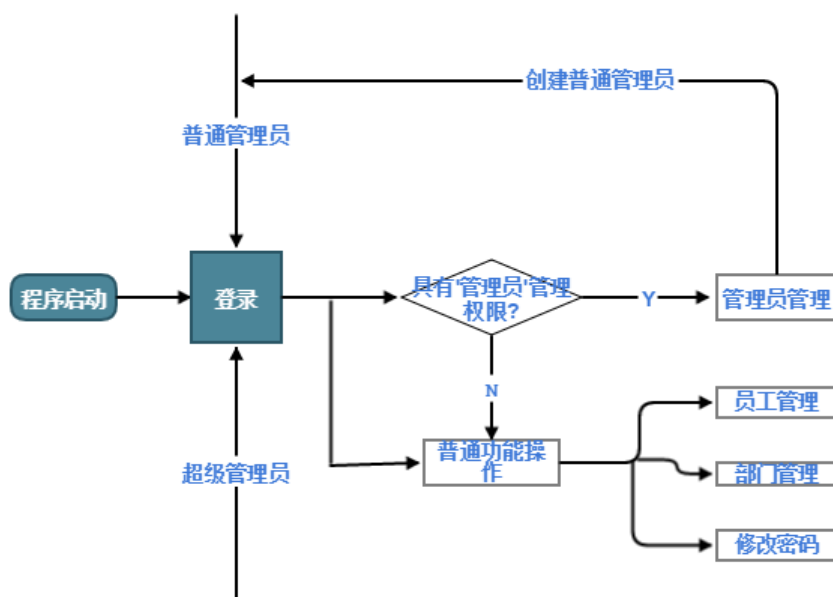 创建普通管理员
普通管理员
程序启动
登录
具有'管理员'管理
权限?
Y
管理员管理
N
员工管理
普通功能操
作
部门管理
超级管理员
修改密码